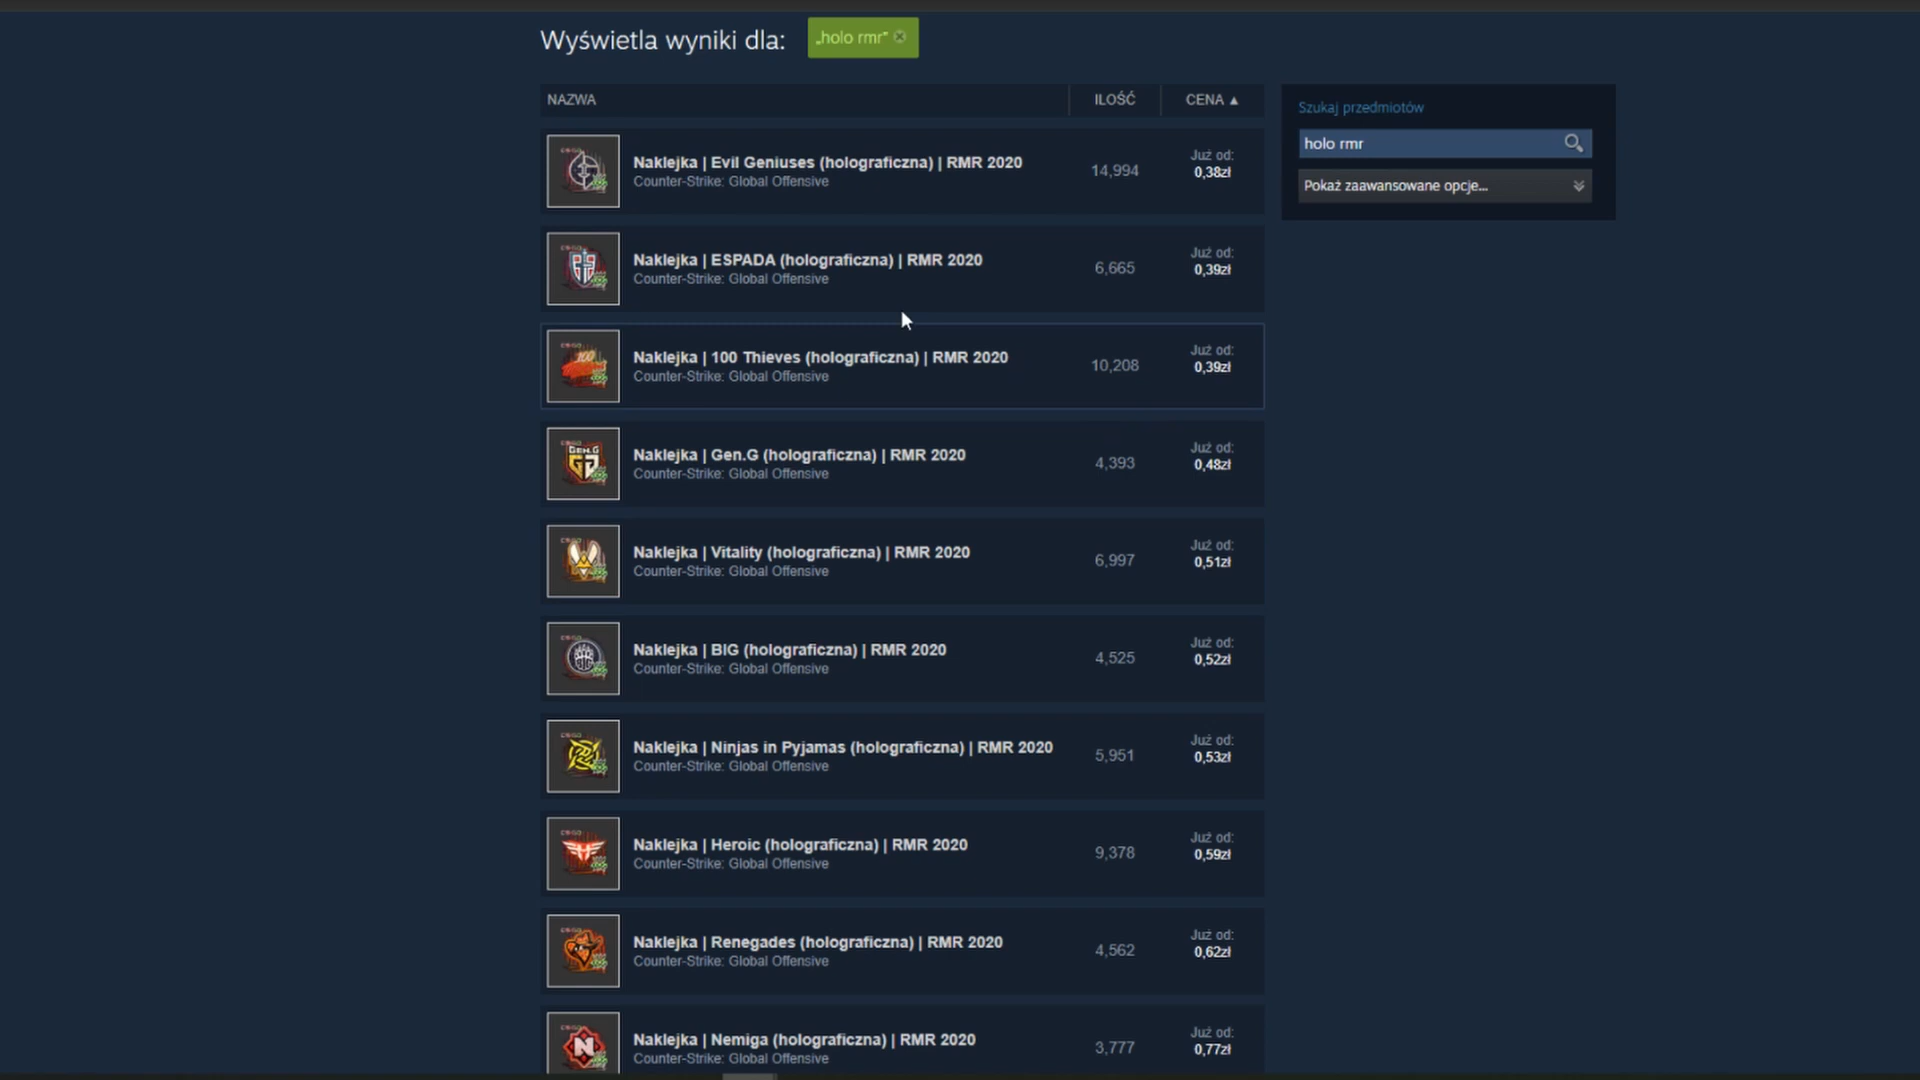 Wyświetla wyniki dla: „holo rmr"
NAZWA ILOŚĆ CENA ▲
Szukaj przedmiotów
holo rmr
Pokaż zaawansowane opcje...
Naklejka | Evil Geniuses (holograficzna) | RMR 2020
Counter-Strike: Global Offensive
14,994
Już od:
0,38zł
Naklejka | ESPADA (holograficzna) | RMR 2020
Counter-Strike: Global Offensive
6,665
Już od:
0,39zł
Naklejka | 100 Thieves (holograficzna) | RMR 2020
Counter-Strike: Global Offensive
10,208
Już od:
0,39zł
Naklejka | Gen.G (holograficzna) | RMR 2020
Counter-Strike: Global Offensive
4,393
Już od:
0,48zł
Naklejka | Vitality (holograficzna) | RMR 2020
Counter-Strike: Global Offensive
6,997
Już od:
0,51zł
Naklejka | BIG (holograficzna) | RMR 2020
Counter-Strike: Global Offensive
4,525
Już od:
0,52zł
Naklejka | Ninjas in Pyjamas (holograficzna) | RMR 2020
Counter-Strike: Global Offensive
5,951
Już od:
0,53zł
Naklejka | Heroic (holograficzna) | RMR 2020
Counter-Strike: Global Offensive
9,378
Już od:
0,59zł
Naklejka | Renegades (holograficzna) | RMR 2020
Counter-Strike: Global Offensive
4,562
Już od:
0,62zł
Naklejka | Nemiga (holograficzna) | RMR 2020
Counter-Strike: Global Offensive
3,777
Już od:
0,77zł